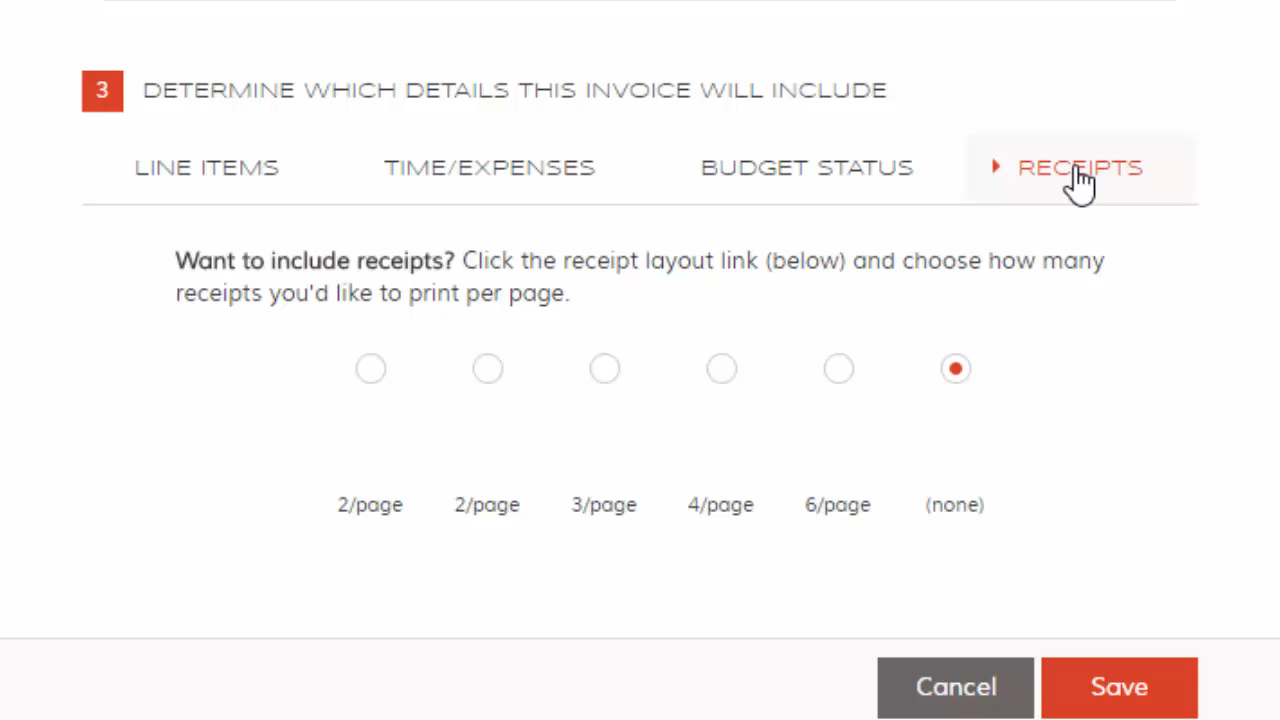 3 DETERMINE WHICH DETAILS THIS INVOICE WILL INCLUDE
LINE ITEMS TIME/EXPENSES BUDGET STATUS RECEIPTS
Want to include receipts? Click the receipt layout link (below) and choose how many
receipts you'd like to print per page.
2/page 2/page 3/page 4/page 6/page (none)
Cancel Save